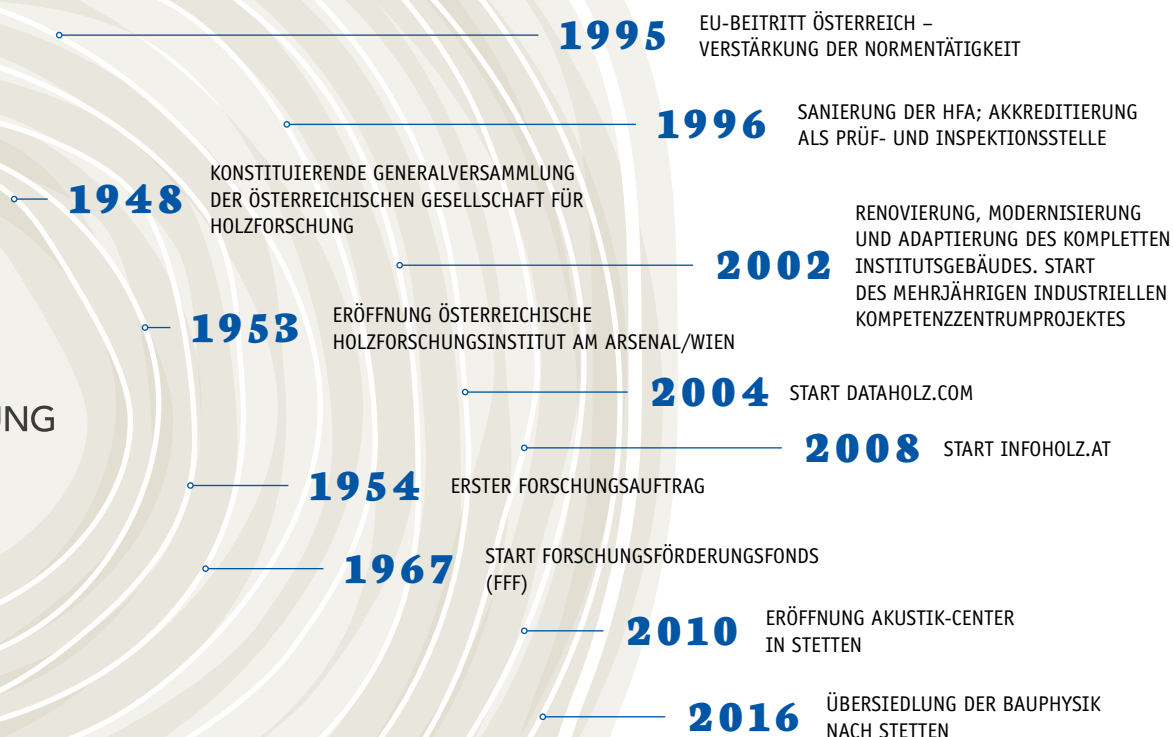 1995
EU-BEITRITT ÖSTERREICH –
VERSTÄRKUNG DER NORMENTÄTIGKEIT
1996
SANIERUNG DER HFA; AKKREDITIERUNG
ALS PRÜF- UND INSPEKTIONSSTELLE
1948
KONSTITUIERENDE GENERALVERSAMMLUNG
DER ÖSTERREICHISCHEN GESELLSCHAFT FÜR
HOLZFORSCHUNG
2002
RENOVIERUNG, MODERNISIERUNG
UND ADAPTIERUNG DES KOMPLETTEN
INSTITUTSGEBÄUDES. START
DES MEHRJÄHRIGEN INDUSTRIELLEN
KOMPETENZZENTRUMPROJEKTES
1953
ERÖFFNUNG ÖSTERREICHISCHE
HOLZFORSCHUNGSINSTITUT AM ARSENAL/WIEN
2004
START DATAHOLZ.COM
UNG
2008
START INFOHOLZ.AT
1954
ERSTER FORSCHUNGSAUFTRAG
1967
START FORSCHUNGSFÖRDERUNGSFONDS
(FFF)
2010
ERÖFFNUNG AKUSTIK-CENTER
IN STETTEN
2016
ÜBERSIEDLUNG DER BAUPHYSIK
NACH STETTEN